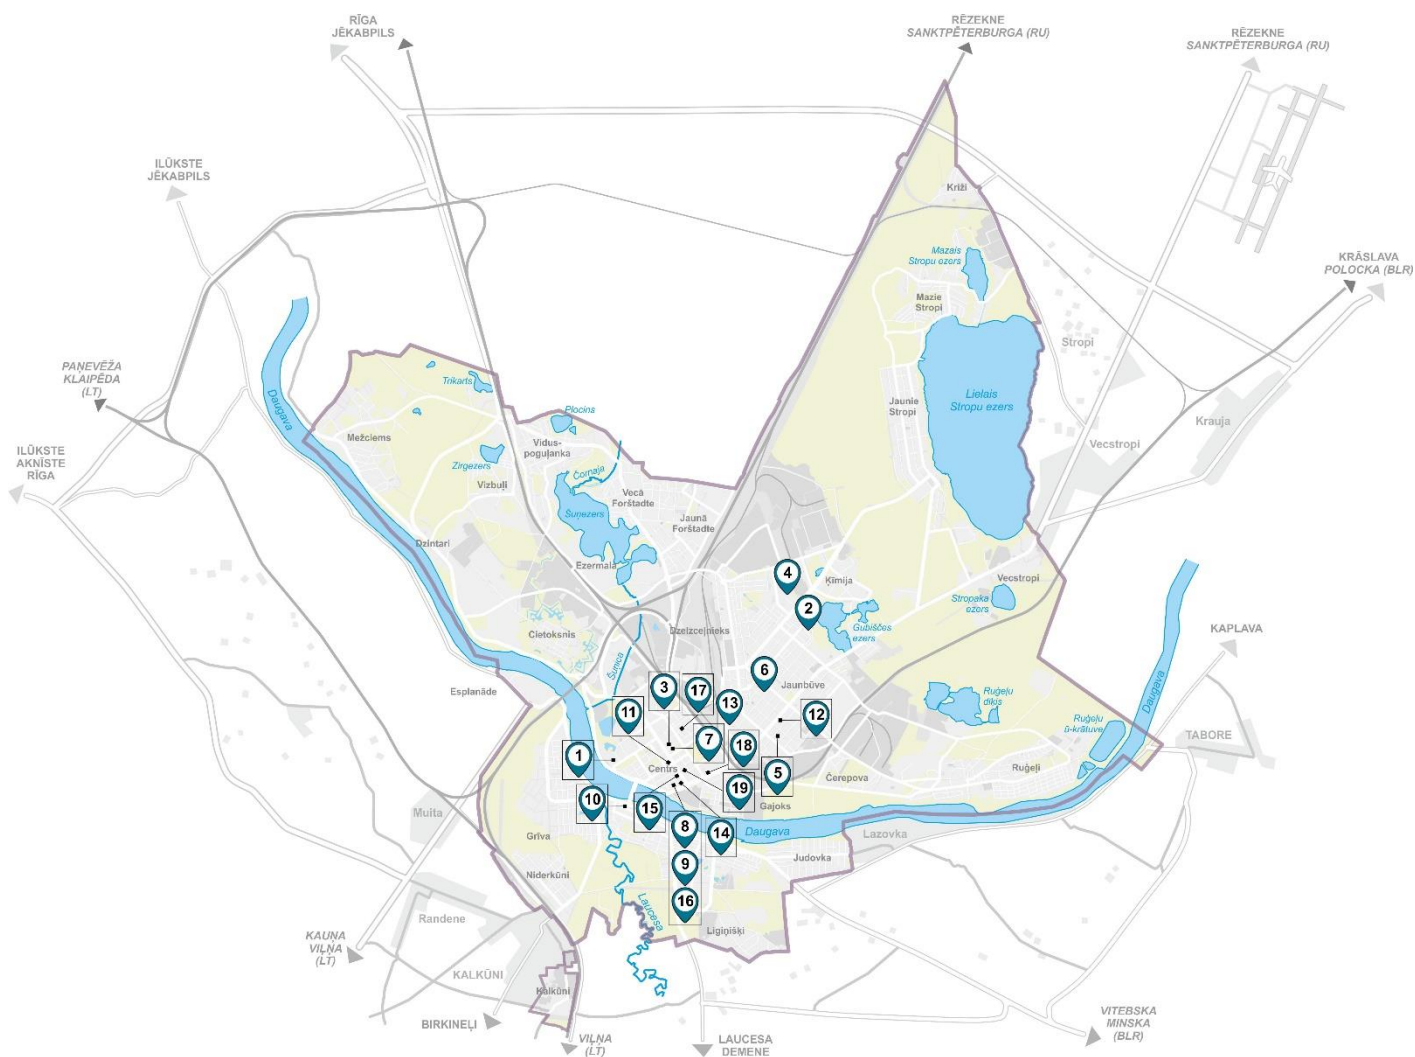 RĪGA
JĒKABPILS
RĒZEKNE
SANKTPĒTERBURGA (RU)
RĒZEKNE
SANKTPĒTERBURGA (RU)
ILŪKSTE
JĒKABPILS
Križi
Mazais
Stropu ezers
KRĀSLAVA
POLOCKA (BLR)
Mazie
Stropi
Stropi
PAŅEVĒŽA
KLAIPĒDA
(LT)
Daugava
Trikarts
Jaunie
Stropi
Lielais
Stropu ezers
Krauja
Plocins
Mežciems
Vidus-
poguļanka
Vecstropi
ILŪKSTE
AKNĪSTE
RĪGA
Zirgezers
Vizbuļi
Čornaja
Vecā
Forštadte
Šuņezers
Jaunā
Forštadte
Dzintari
Ezermala
4
Ķīmija
Vecstropi
Stropaka
ezers
2
Gubiščes
ezers
Cietoksnis
Dzelzceļnieks
KAPLAVA
Šuņica
6
Jaunbūve
Esplanāde
3
17
13
Ruģeļu
dīķis
Daugava
11
12
Ruģeļu
ū-krātuve
TABORE
7
18
1
Centrs
5
Čerepova
Ruģeļi
19
10
15
Gajoks
Muita
8
14
Daugava
Lazovka
Grīva
Judovka
9
Niderkūni
16
Randene
Laucesa
Liginišķi
KAUŅA
VIĻŅA
(LT)
KALKŪNI
Kalkūni
BIRKINEĻI
VIĻŅA
(LT)
LAUCESA
DEMENE
VITEBSKA
MINSKA
(BLR)